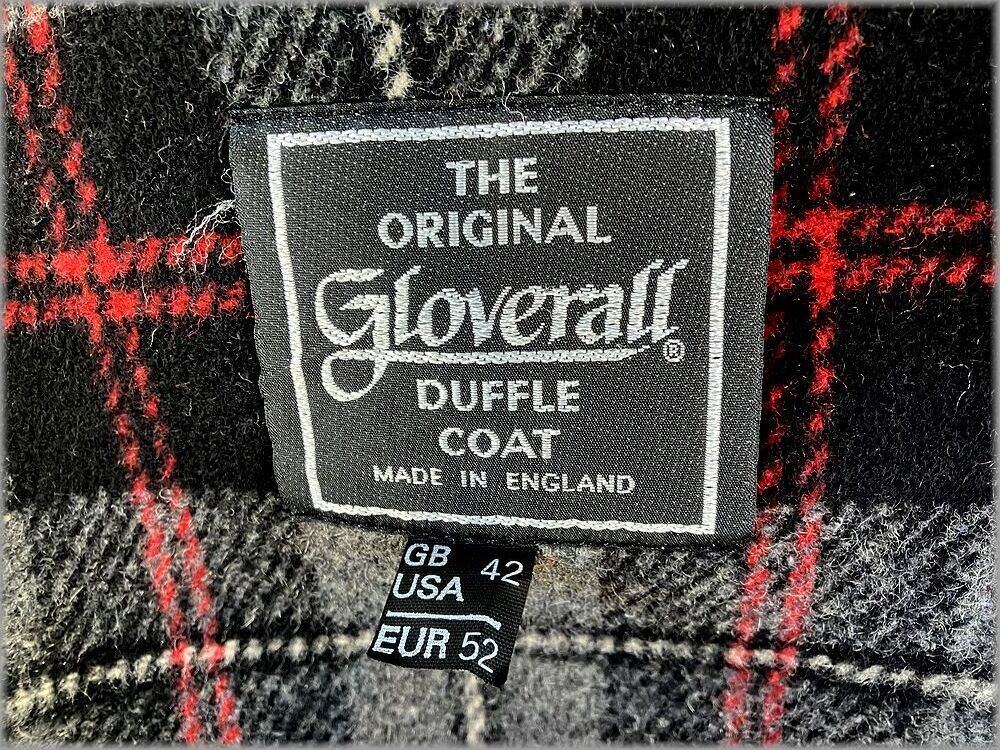 THE
ORIGINAL
Gloverall®
DUFFLE
COAT
MADE IN ENGLAND
GB
USA 42
EUR 52